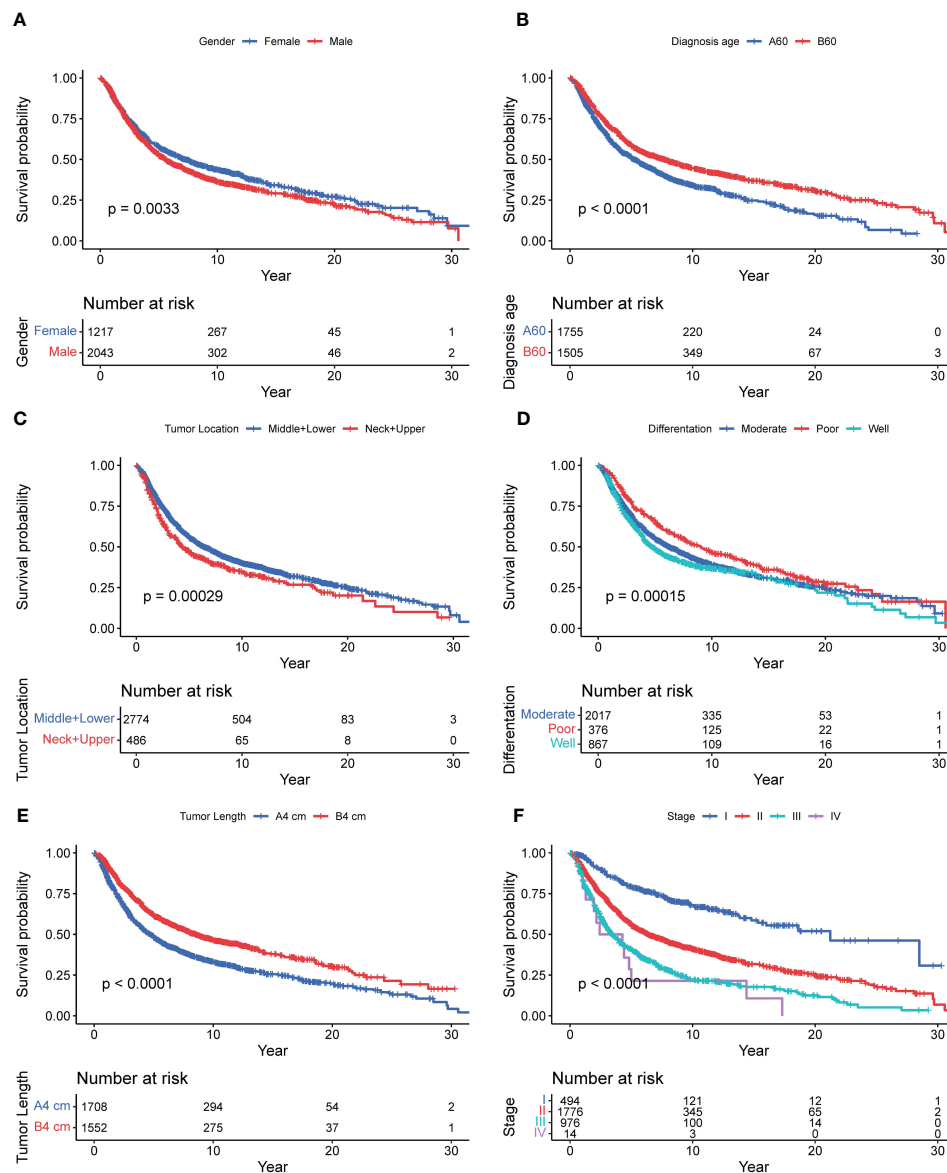 A
Gender Female Male
1.00
0.75
0.50
0.25
0.00
Survival probability
p = 0.0033
0 10 20 30
Year
Number at risk
Gender
Female 1217 267 45 1
Male 2043 302 46 2
0 10 20 30
Year
B
Diagnosis age A60 B60
1.00
0.75
0.50
0.25
0.00
Survival probability
p < 0.0001
0 10 20 30
Year
Number at risk
Diagnosis age
A60 1755 220 24 0
B60 1505 349 67 3
0 10 20 30
Year
C
Tumor Location Middle+Lower Neck+Upper
1.00
0.75
0.50
0.25
0.00
Survival probability
p = 0.00029
0 10 20 30
Year
Number at risk
Tumor Location
Middle+Lower 2774 504 83 3
Neck+Upper 486 65 8 0
0 10 20 30
Year
D
Differentation Moderate Poor Well
1.00
0.75
0.50
0.25
0.00
Survival probability
p = 0.00015
0 10 20 30
Year
Number at risk
Differentation
Moderate 2017 335 53 1
Poor 376 125 22 1
Well 867 109 16 1
0 10 20 30
Year
E
Tumor Length A4 cm B4 cm
1.00
0.75
0.50
0.25
0.00
Survival probability
p < 0.0001
0 10 20 30
Year
Number at risk
Tumor Length
A4 cm 1708 294 54 2
B4 cm 1552 275 37 1
0 10 20 30
Year
F
Stage I II III IV
1.00
0.75
0.50
0.25
0.00
Survival probability
p < 0.0001
0 10 20 30
Year
Number at risk
Stage
I 494 121 12 1
II 1776 345 65 2
III 976 100 14 0
IV 14 3 0 0
0 10 20 30
Year